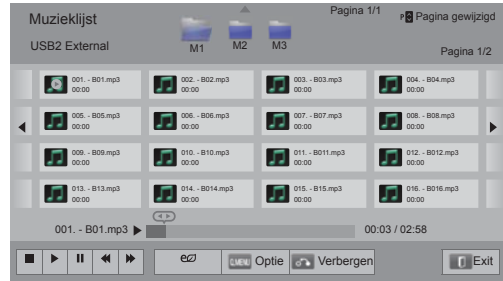 Muzieklijst
Pagina 1/1
P Pagina gewijzigd
USB2 External
M1
M2
M3
Pagina 1/2
001. - B01.mp3
00:00
002. - B02.mp3
00:00
003. - B03.mp3
00:00
004. - B04.mp3
00:00
005. - B05.mp3
00:00
006. - B06.mp3
00:00
007. - B07.mp3
00:00
008. - B08.mp3
00:00
009. - B09.mp3
00:00
010. - B10.mp3
00:00
011. - B011.mp3
00:00
012. - B012.mp3
00:00
013. - B13.mp3
00:00
014. - B014.mp3
00:00
015. - B15.mp3
00:00
016. - B016.mp3
00:00
001. - B01.mp3
00:03 / 02:58
Q.MENU Optie
Verbergen
Exit